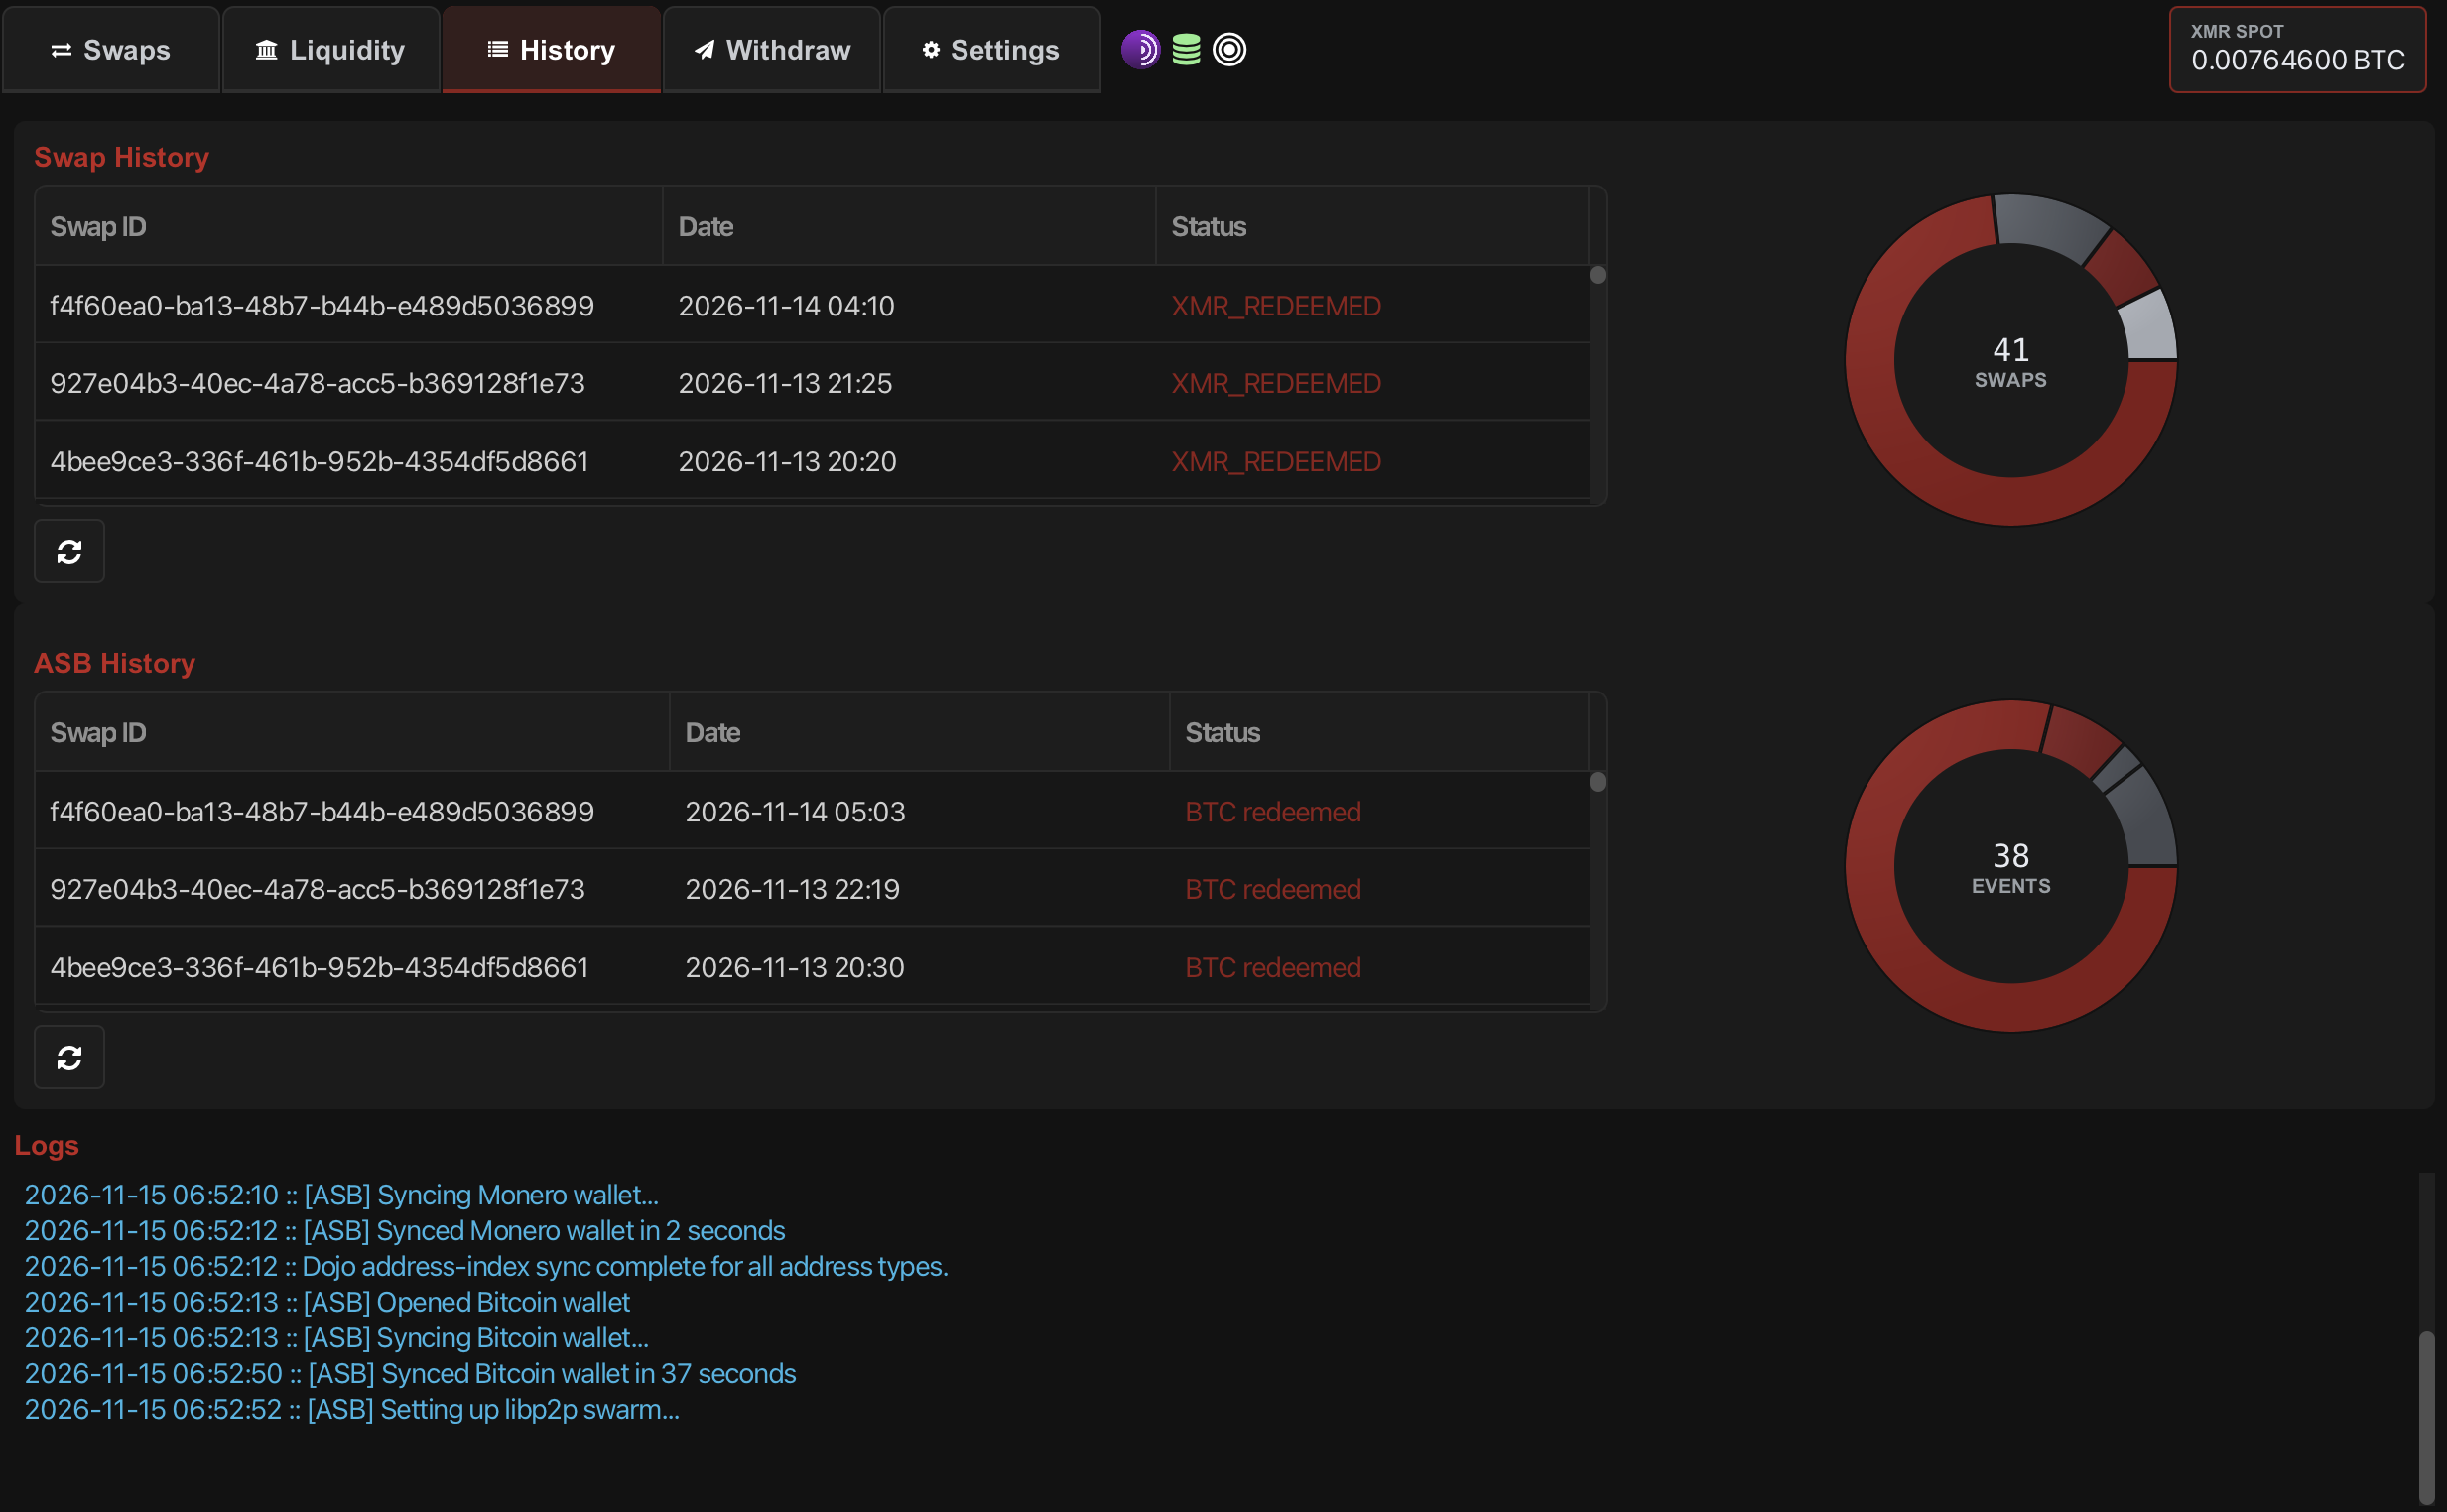 Swaps Liquidity History Withdraw Settings
XMR SPOT
0.00764600 BTC
Swap History
Swap ID Date Status
f4f60ea0-ba13-48b7-b44b-e489d5036899 2026-11-14 04:10 XMR_REDEEMED
927e04b3-40ec-4a78-acc5-b369128f1e73 2026-11-13 21:25 XMR_REDEEMED
4bee9ce3-336f-461b-952b-4354df5d8661 2026-11-13 20:20 XMR_REDEEMED
41
SWAPS
ASB History
Swap ID Date Status
f4f60ea0-ba13-48b7-b44b-e489d5036899 2026-11-14 05:03 BTC redeemed
927e04b3-40ec-4a78-acc5-b369128f1e73 2026-11-13 22:19 BTC redeemed
4bee9ce3-336f-461b-952b-4354df5d8661 2026-11-13 20:30 BTC redeemed
38
EVENTS
Logs
2026-11-15 06:52:10 :: [ASB] Syncing Monero wallet...
2026-11-15 06:52:12 :: [ASB] Synced Monero wallet in 2 seconds
2026-11-15 06:52:12 :: Dojo address-index sync complete for all address types.
2026-11-15 06:52:13 :: [ASB] Opened Bitcoin wallet
2026-11-15 06:52:13 :: [ASB] Syncing Bitcoin wallet...
2026-11-15 06:52:50 :: [ASB] Synced Bitcoin wallet in 37 seconds
2026-11-15 06:52:52 :: [ASB] Setting up libp2p swarm...